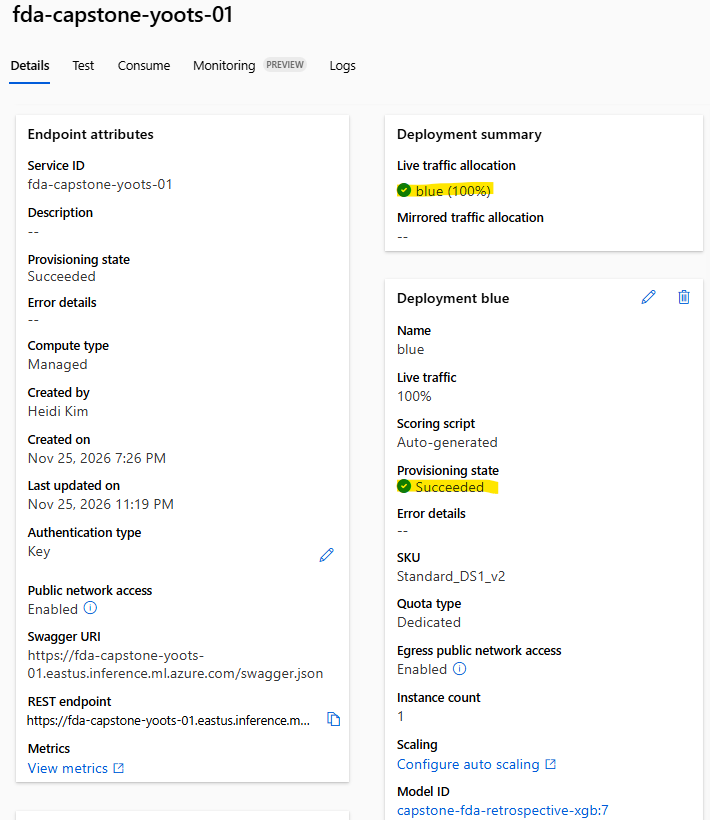 fda-capstone-yoots-01
Details Test Consume Monitoring PREVIEW Logs
Endpoint attributes
Service ID
fda-capstone-yoots-01
Description
--
Provisioning state
Succeeded
Error details
--
Compute type
Managed
Created by
Heidi Kim
Created on
Nov 25, 2026 7:26 PM
Last updated on
Nov 25, 2026 11:19 PM
Authentication type
Key
Public network access
Enabled
Swagger URI
https://fda-capstone-yoots-
01.eastus.inference.ml.azure.com/swagger.json
REST endpoint
https://fda-capstone-yoots-01.eastus.inference.m...
Metrics
View metrics
Deployment summary
Live traffic allocation
blue (100%)
Mirrored traffic allocation
--
Deployment blue
Name
blue
Live traffic
100%
Scoring script
Auto-generated
Provisioning state
Succeeded
Error details
--
SKU
Standard_DS1_v2
Quota type
Dedicated
Egress public network access
Enabled
Instance count
1
Scaling
Configure auto scaling
Model ID
capstone-fda-retrospective-xgb:7